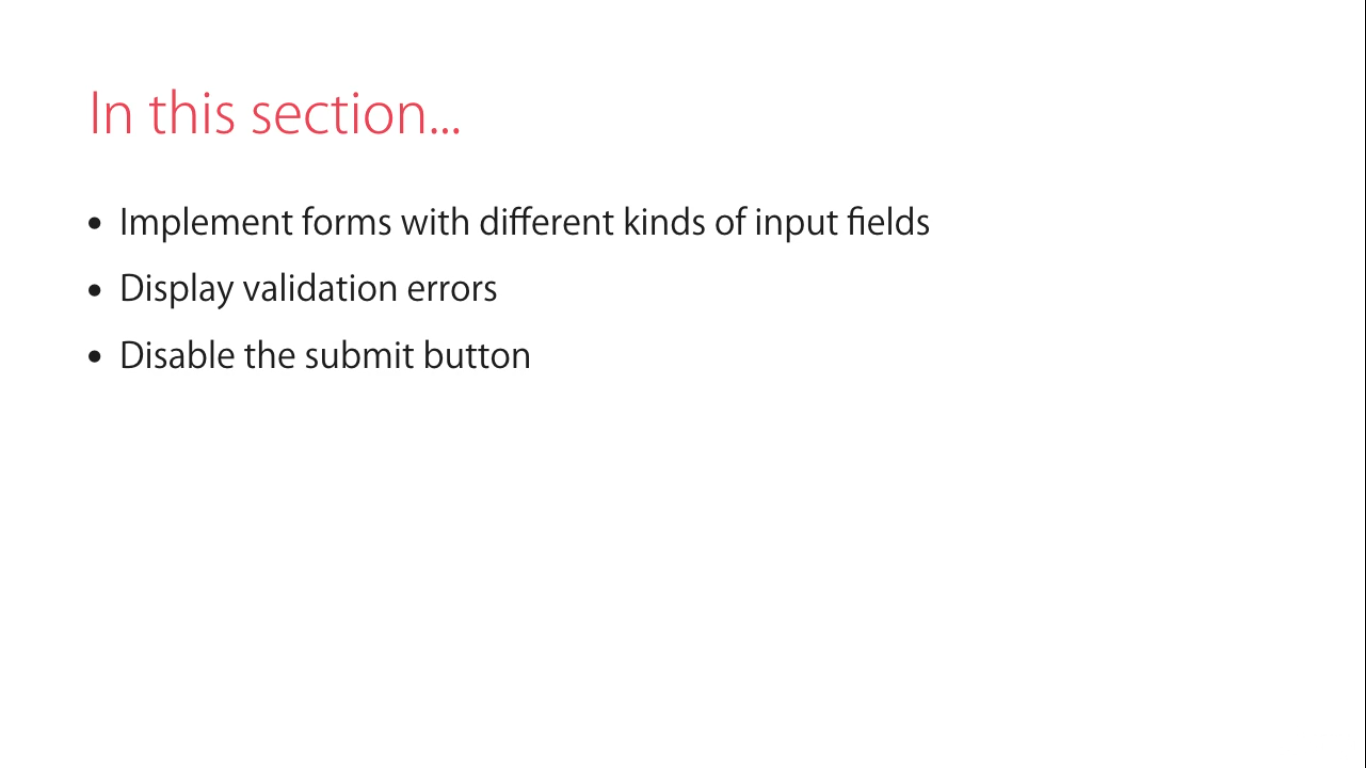 In this section...
• Implement forms with different kinds of input fields
• Display validation errors
• Disable the submit button